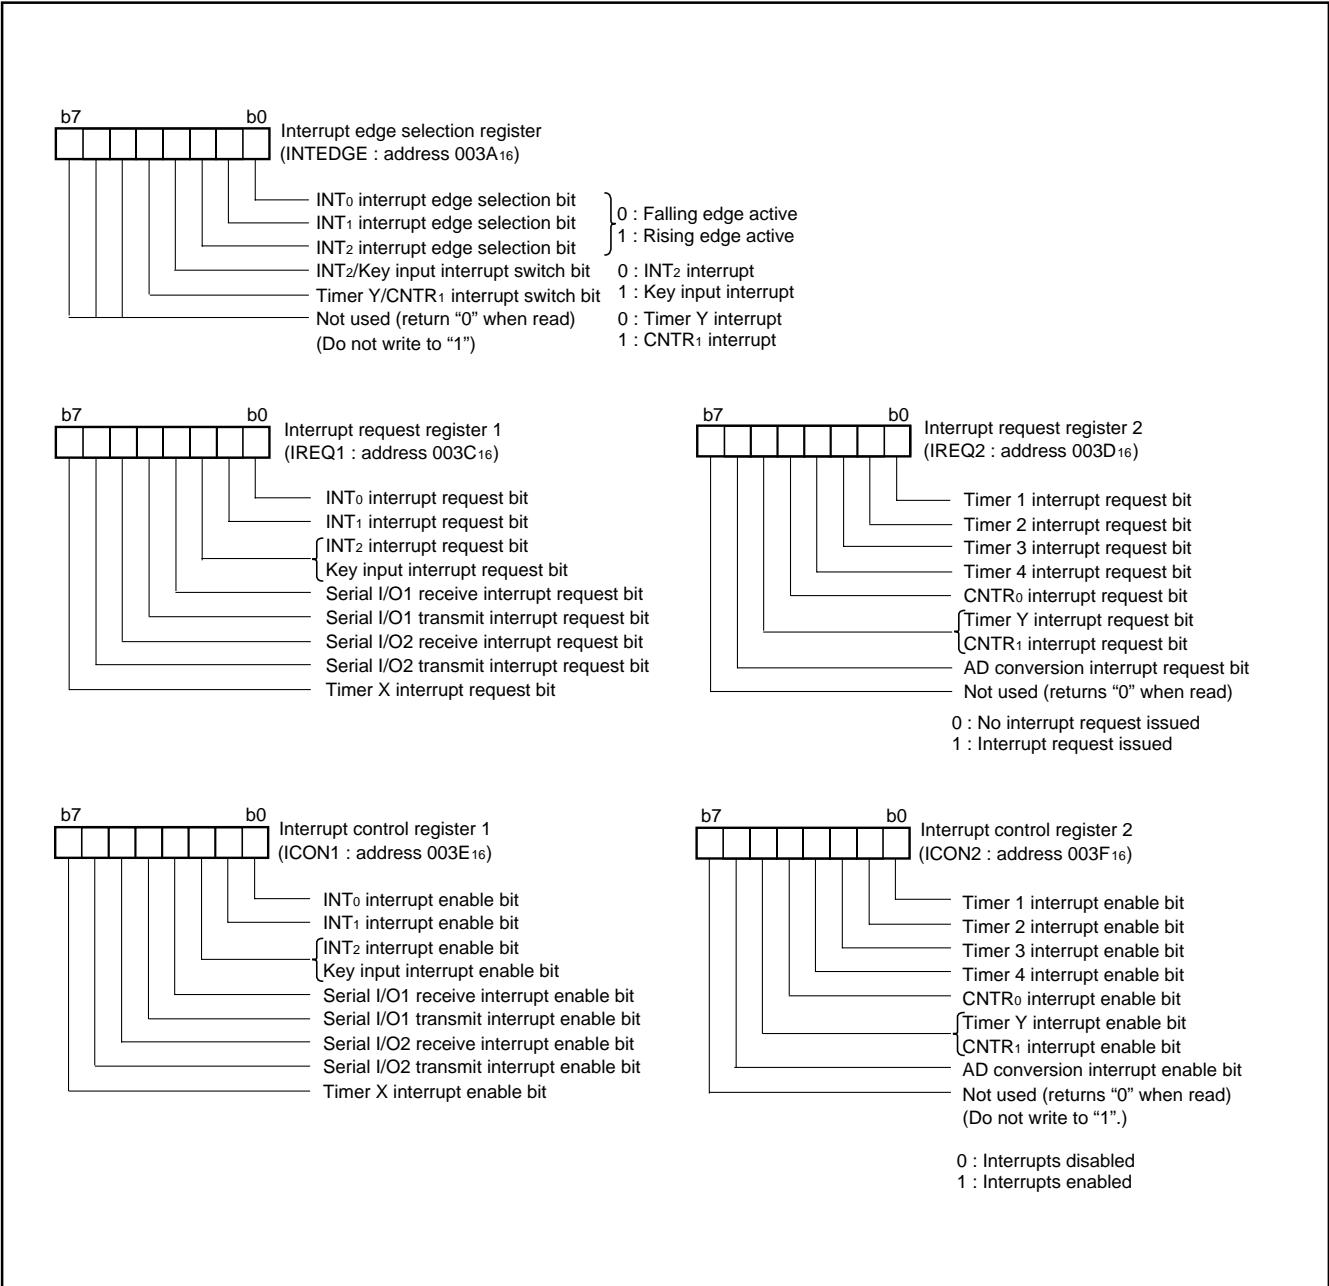 b7 b0
Interrupt edge selection register
(INTEDGE : address 003A16)
INT0 interrupt edge selection bit
INT1 interrupt edge selection bit
INT2 interrupt edge selection bit
0 : Falling edge active
1 : Rising edge active
INT2/Key input interrupt switch bit
0 : INT2 interrupt
1 : Key input interrupt
Timer Y/CNTR1 interrupt switch bit
0 : Timer Y interrupt
1 : CNTR1 interrupt
Not used (return “0” when read)
(Do not write to “1”)
b7 b0
Interrupt request register 1
(IREQ1 : address 003C16)
INT0 interrupt request bit
INT1 interrupt request bit
INT2 interrupt request bit
Key input interrupt request bit
Serial I/O1 receive interrupt request bit
Serial I/O1 transmit interrupt request bit
Serial I/O2 receive interrupt request bit
Serial I/O2 transmit interrupt request bit
Timer X interrupt request bit
b7 b0
Interrupt request register 2
(IREQ2 : address 003D16)
Timer 1 interrupt request bit
Timer 2 interrupt request bit
Timer 3 interrupt request bit
Timer 4 interrupt request bit
CNTR0 interrupt request bit
Timer Y interrupt request bit
CNTR1 interrupt request bit
AD conversion interrupt request bit
Not used (returns “0” when read)
0 : No interrupt request issued
1 : Interrupt request issued
b7 b0
Interrupt control register 1
(ICON1 : address 003E16)
INT0 interrupt enable bit
INT1 interrupt enable bit
INT2 interrupt enable bit
Key input interrupt enable bit
Serial I/O1 receive interrupt enable bit
Serial I/O1 transmit interrupt enable bit
Serial I/O2 receive interrupt enable bit
Serial I/O2 transmit interrupt enable bit
Timer X interrupt enable bit
b7 b0
Interrupt control register 2
(ICON2 : address 003F16)
Timer 1 interrupt enable bit
Timer 2 interrupt enable bit
Timer 3 interrupt enable bit
Timer 4 interrupt enable bit
CNTR0 interrupt enable bit
Timer Y interrupt enable bit
CNTR1 interrupt enable bit
AD conversion interrupt enable bit
Not used (returns “0” when read)
(Do not write to “1”.)
0 : Interrupts disabled
1 : Interrupts enabled